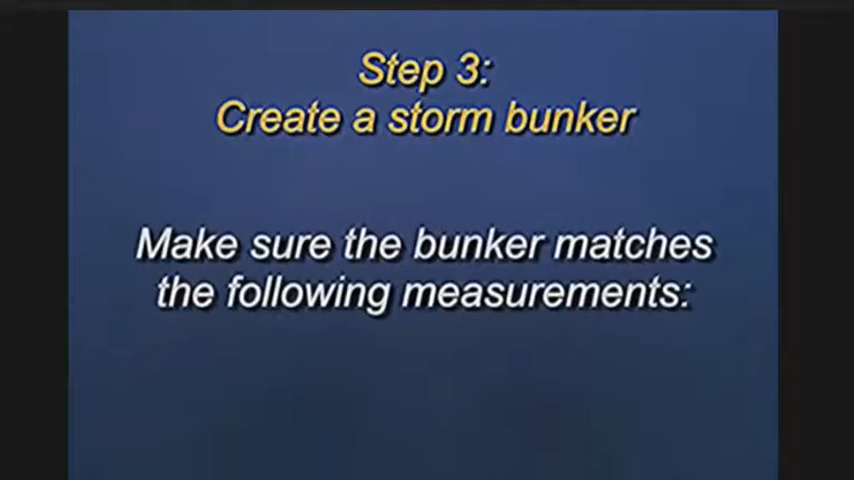 Step 3:
Create a storm bunker
Make sure the bunker matches
the following measurements: